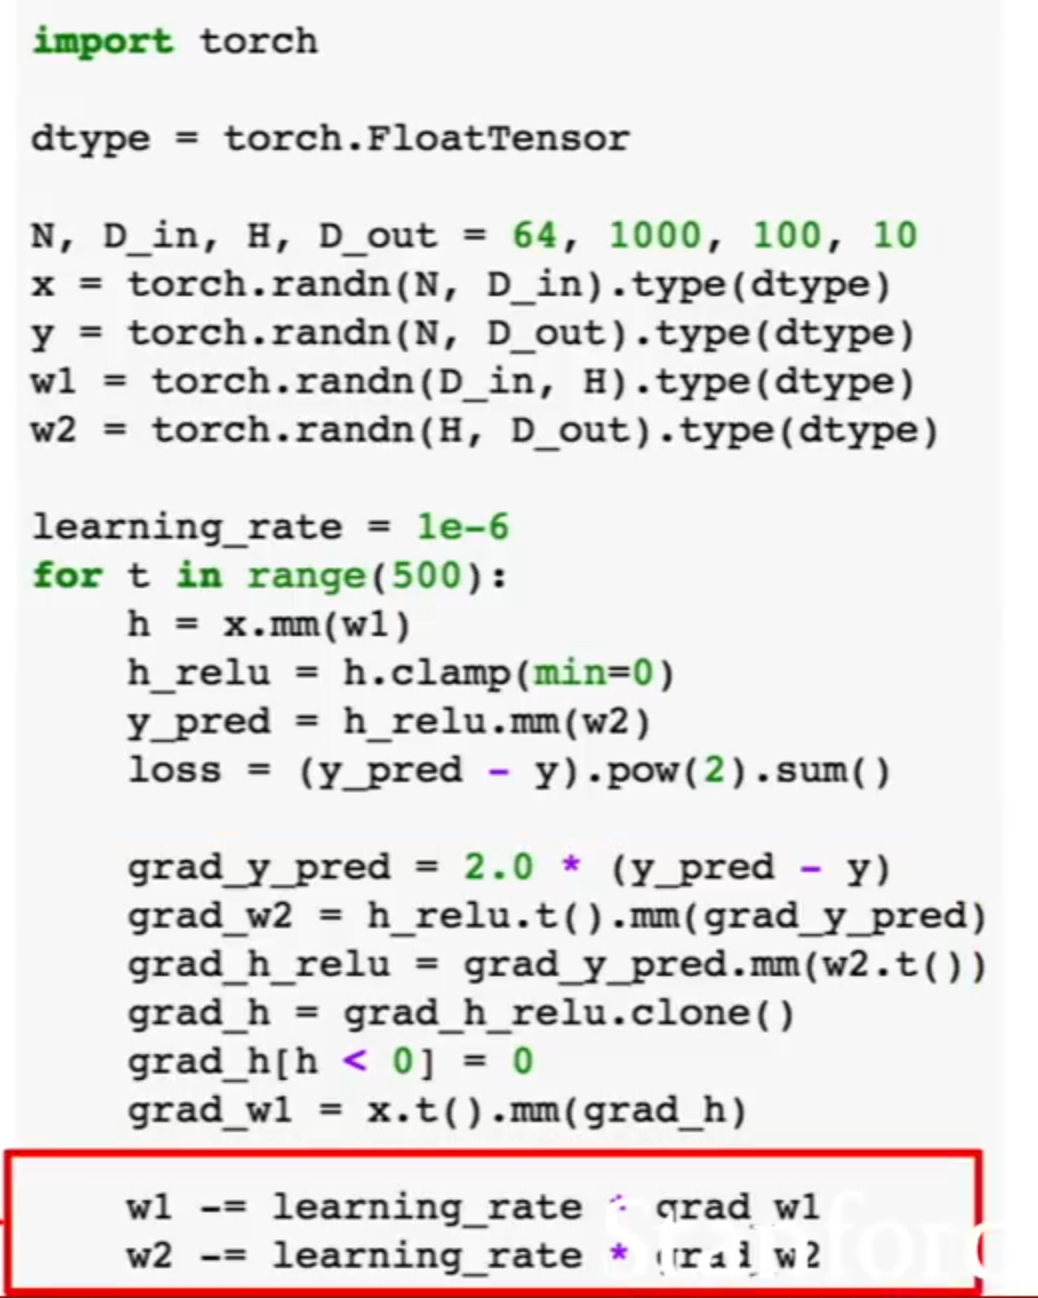 import torch
dtype = torch.FloatTensor
N, D_in, H, D_out = 64, 1000, 100, 10
x = torch.randn(N, D_in).type(dtype)
y = torch.randn(N, D_out).type(dtype)
w1 = torch.randn(D_in, H).type(dtype)
w2 = torch.randn(H, D_out).type(dtype)
learning_rate = 1e-6
for t in range(500):
    h = x.mm(w1)
    h_relu = h.clamp(min=0)
    y_pred = h_relu.mm(w2)
    loss = (y_pred - y).pow(2).sum()
    grad_y_pred = 2.0 * (y_pred - y)
    grad_w2 = h_relu.t().mm(grad_y_pred)
    grad_h_relu = grad_y_pred.mm(w2.t())
    grad_h = grad_h_relu.clone()
    grad_h[h < 0] = 0
    grad_w1 = x.t().mm(grad_h)
    w1 -= learning_rate * grad_w1
    w2 -= learning_rate * grad_w2